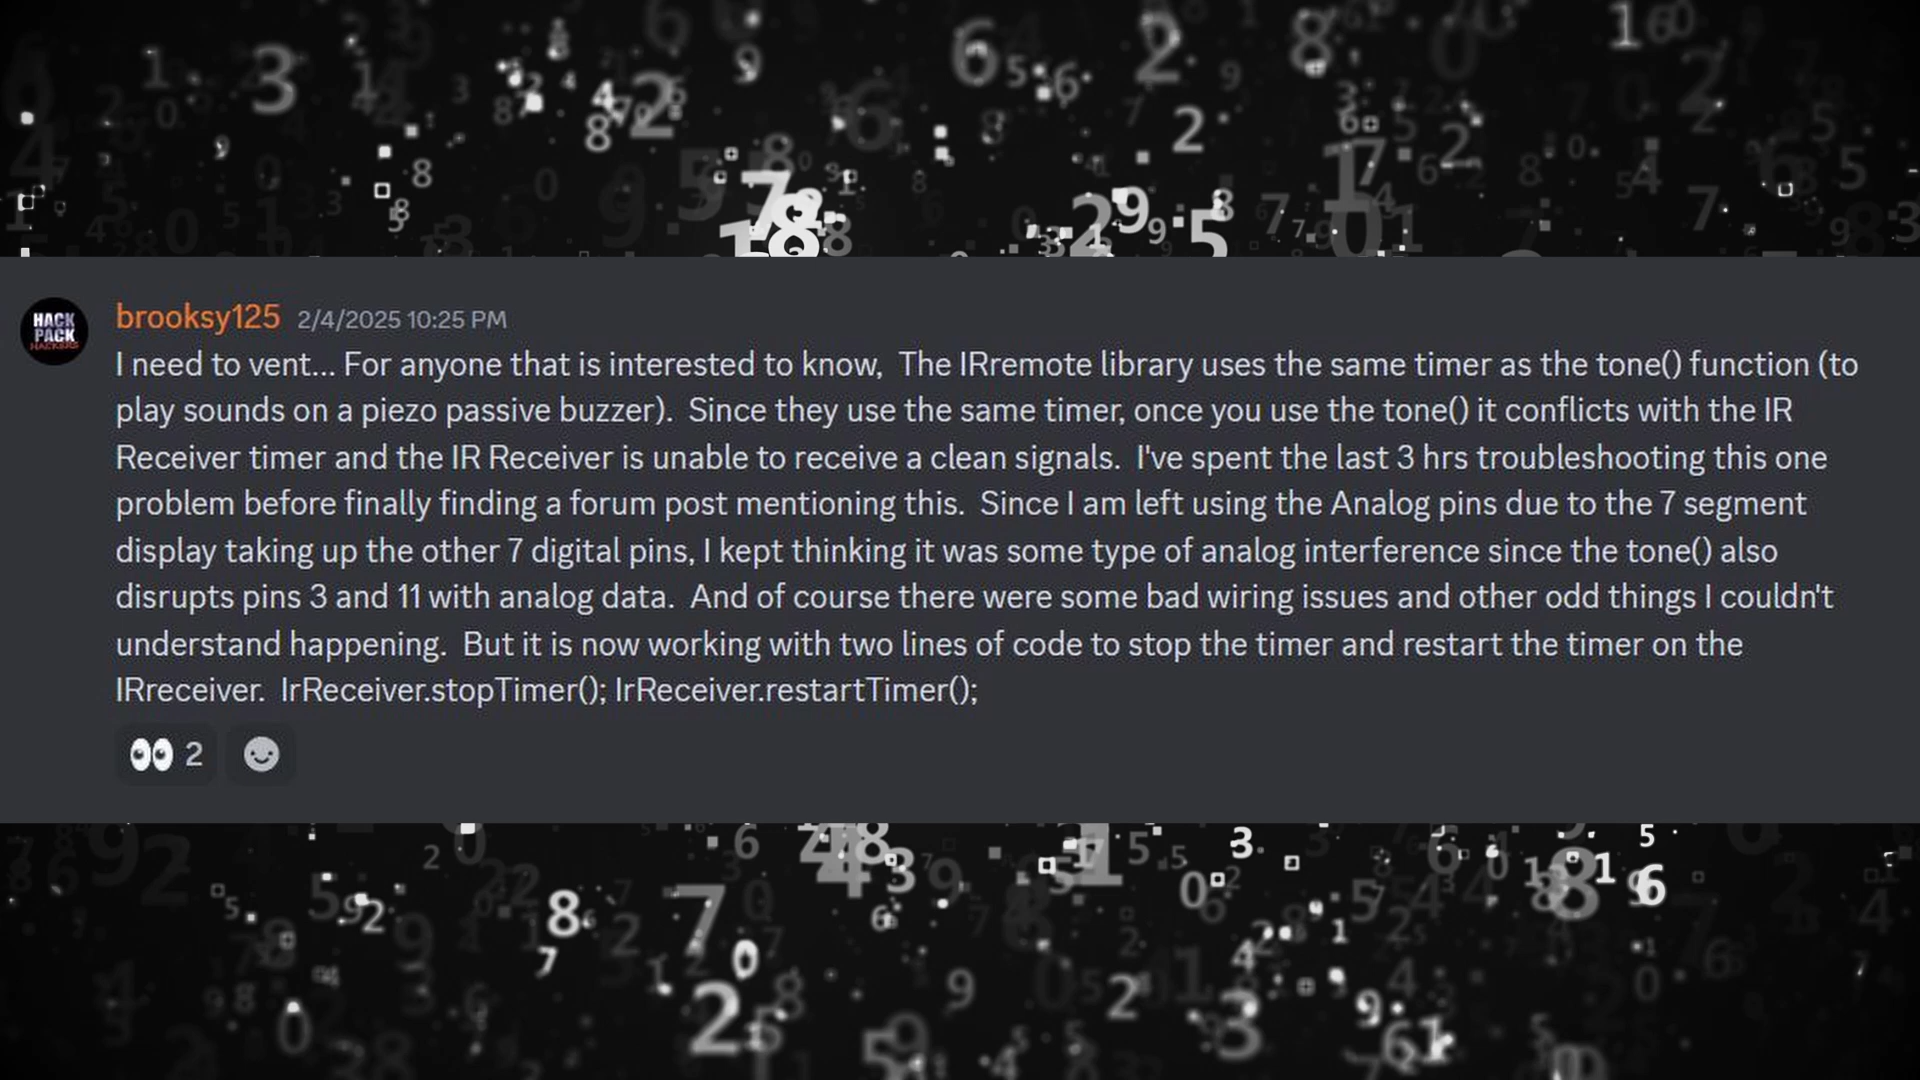 HACK
PACK
HACKERS
brooksy125 2/4/2025 10:25 PM
I need to vent... For anyone that is interested to know,  The IRremote library uses the same timer as the tone() function (to
play sounds on a piezo passive buzzer).  Since they use the same timer, once you use the tone() it conflicts with the IR
Receiver timer and the IR Receiver is unable to receive a clean signals.  I've spent the last 3 hrs troubleshooting this one
problem before finally finding a forum post mentioning this.  Since I am left using the Analog pins due to the 7 segment
display taking up the other 7 digital pins, I kept thinking it was some type of analog interference since the tone() also
disrupts pins 3 and 11 with analog data.  And of course there were some bad wiring issues and other odd things I couldn't
understand happening.  But it is now working with two lines of code to stop the timer and restart the timer on the
IRreceiver.  IrReceiver.stopTimer(); IrReceiver.restartTimer();
2